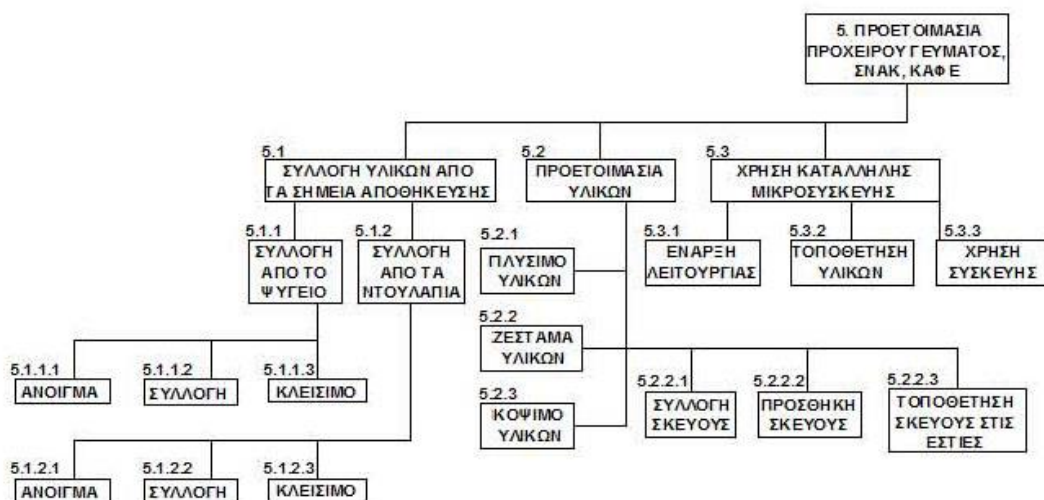 5. ΠΡΟΕΤΟΙΜΑΣΙΑ
ΠΡΟΧΕΙΡΟΥ ΓΕΥΜΑΤΟΣ,
ΣΝΑΚ, ΚΑΦΕ
5.1
ΣΥΛΛΟΓΗ ΥΛΙΚΩΝ ΑΠΟ
ΤΑ ΣΗΜΕΙΑ ΑΠΟΘΗΚΕΥΣΗΣ
5.2
ΠΡΟΕΤΟΙΜΑΣΙΑ
ΥΛΙΚΩΝ
5.3
ΧΡΗΣΗ ΚΑΤΑΛΛΗΛΗΣ
ΜΙΚΡΟΣΥΣΚΕΥΗΣ
5.1.1
ΣΥΛΛΟΓΗ
ΑΠΟ ΤΟ
ΨΥΓΕΙΟ
5.1.2
ΣΥΛΛΟΓΗ
ΑΠΟ ΤΑ
ΝΤΟΥΛΑΠΙΑ
5.2.1
ΠΛΥΣΙΜΟ
ΥΛΙΚΩΝ
5.3.1
ΕΝΑΡΞΗ
ΛΕΙΤΟΥΡΓΙΑΣ
5.3.2
ΤΟΠΟΘΕΤΗΣΗ
ΥΛΙΚΩΝ
5.3.3
ΧΡΗΣΗ
ΣΥΣΚΕΥΗΣ
5.2.2
ΖΕΣΤΑΜΑ
ΥΛΙΚΩΝ
5.1.1.1
ΑΝΟΙΓΜΑ
5.1.1.2
ΣΥΛΛΟΓΗ
5.1.1.3
ΚΛΕΙΣΙΜΟ
5.2.3
ΚΟΨΙΜΟ
ΥΛΙΚΩΝ
5.2.2.1
ΣΥΛΛΟΓΗ
ΣΚΕΥΟΥΣ
5.2.2.2
ΠΡΟΣΘΗΚΗ
ΣΚΕΥΟΥΣ
5.2.2.3
ΤΟΠΟΘΕΤΗΣΗ
ΣΚΕΥΟΥΣ ΣΤΙΣ
ΕΣΤΙΕΣ
5.1.2.1
ΑΝΟΙΓΜΑ
5.1.2.2
ΣΥΛΛΟΓΗ
5.1.2.3
ΚΛΕΙΣΙΜΟ